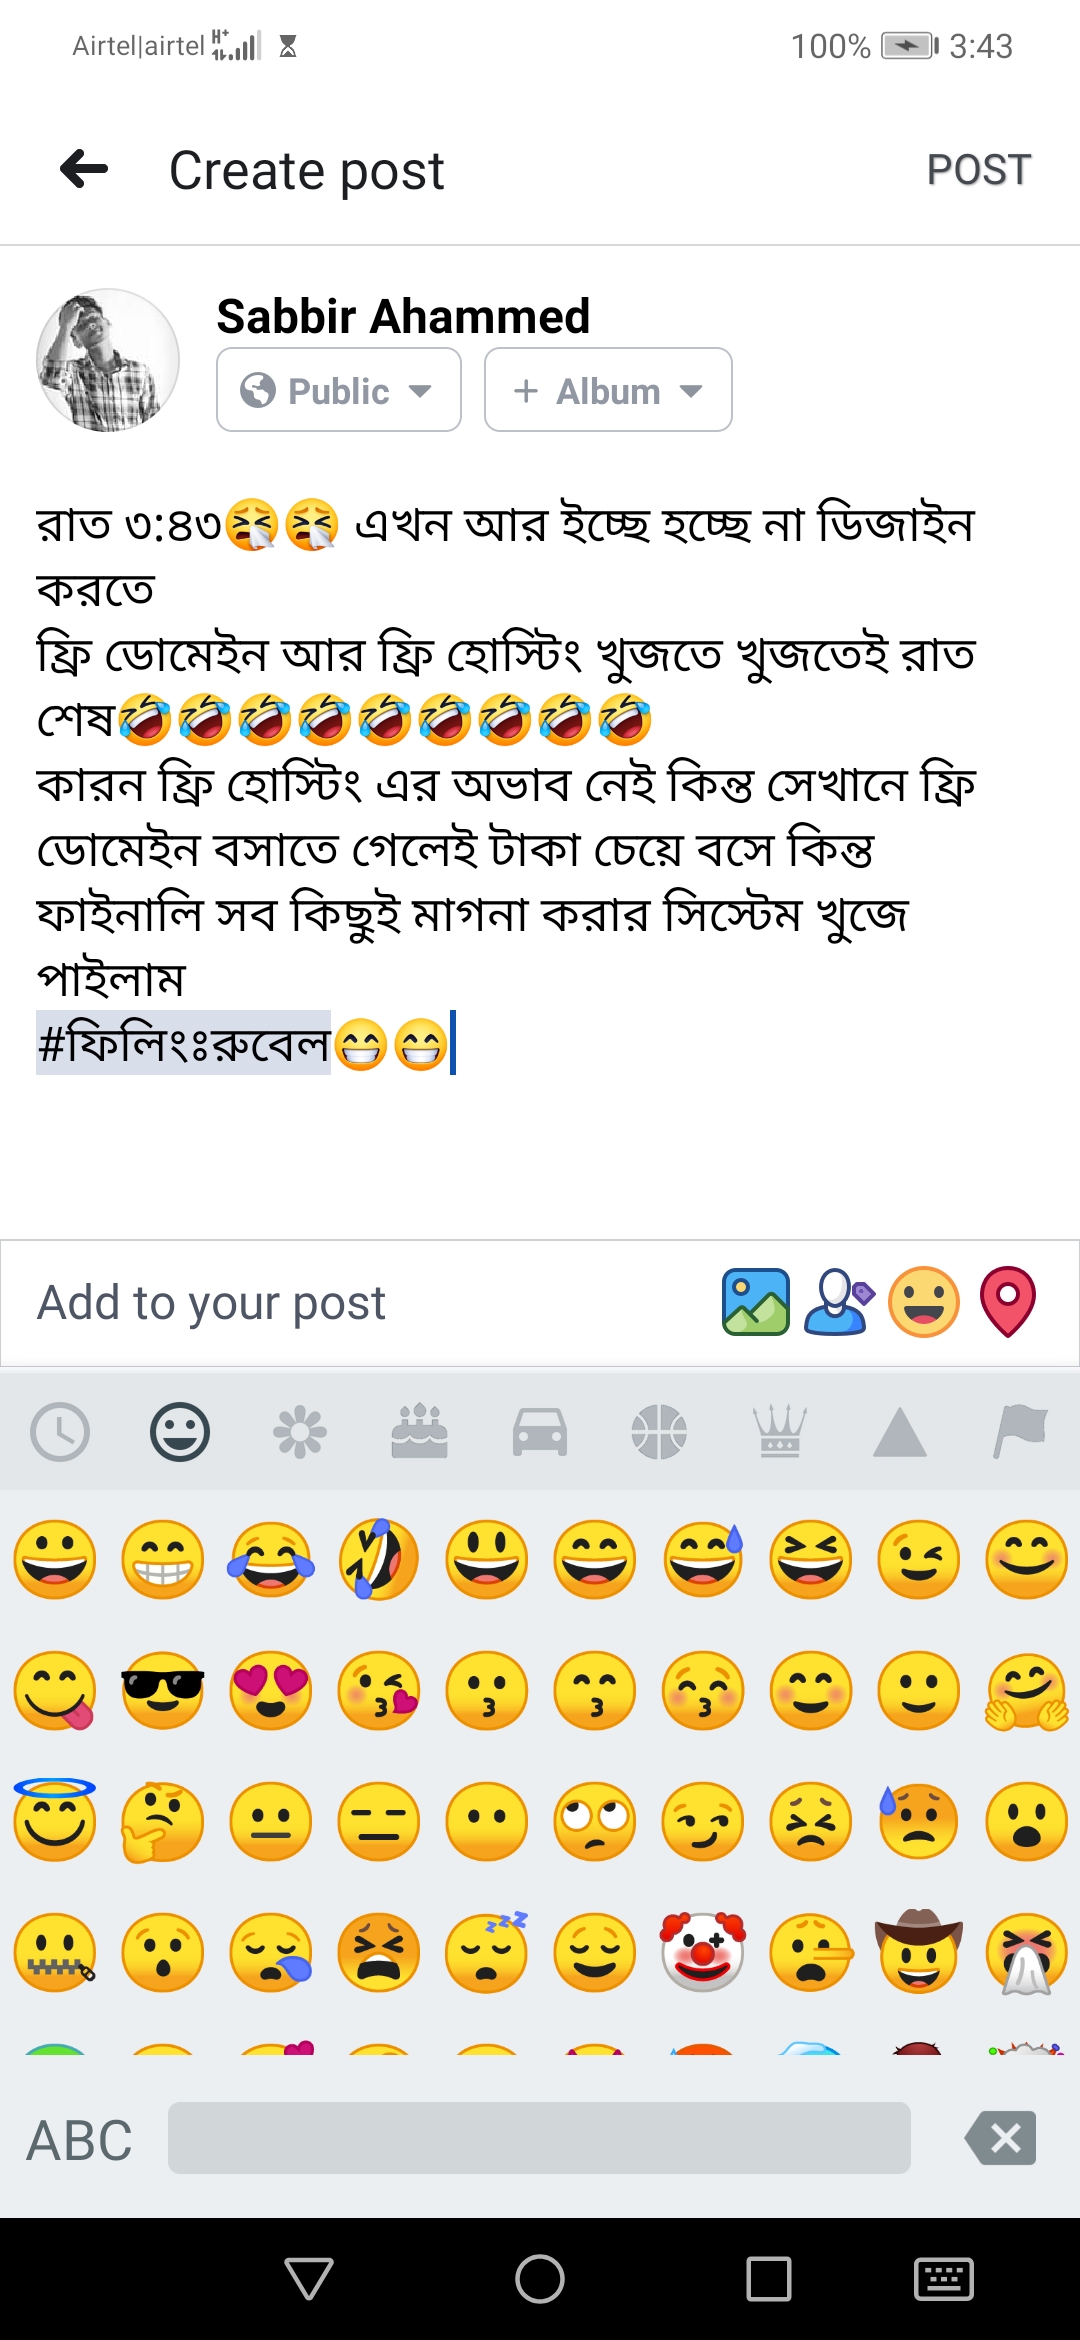 Airtel|airtel H+ 100% 3:43
Create post POST
Sabbir Ahammed
Public + Album
রাত ৩:৪৩🤧🤧 এখন আর ইচ্ছে হচ্ছে না ডিজাইন
করতে
ফ্রি ডোমেইন আর ফ্রি হোস্টিং খুজতে খুজতেই রাত
শেষ🤣🤣🤣🤣🤣🤣🤣🤣🤣
কারন ফ্রি হোস্টিং এর অভাব নেই কিন্ত সেখানে ফ্রি
ডোমেইন বসাতে গেলেই টাকা চেয়ে বসে কিন্ত
ফাইনালি সব কিছুই মাগনা করার সিস্টেম খুজে
পাইলাম
#ফিলিংঃরুবেল😁😁
Add to your post
ABC